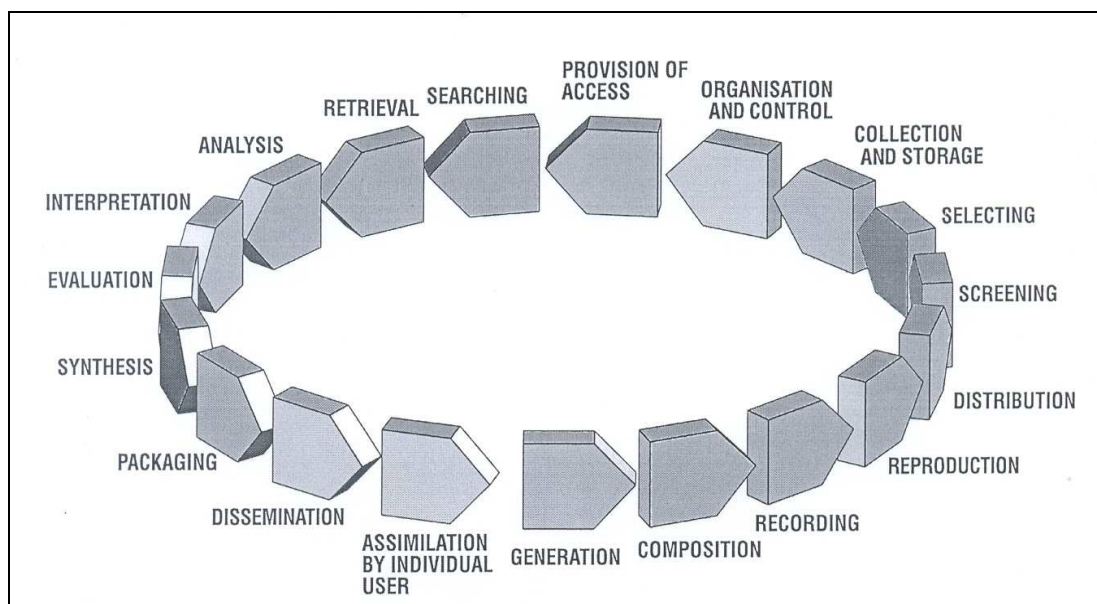 PROVISION OF
ACCESS
ORGANISATION
AND CONTROL
COLLECTION
AND STORAGE
SELECTING
SCREENING
DISTRIBUTION
REPRODUCTION
RECORDING
COMPOSITION
GENERATION
ASSIMILATION
BY INDIVIDUAL
USER
DISSEMINATION
PACKAGING
SYNTHESIS
EVALUATION
INTERPRETATION
ANALYSIS
RETRIEVAL
SEARCHING